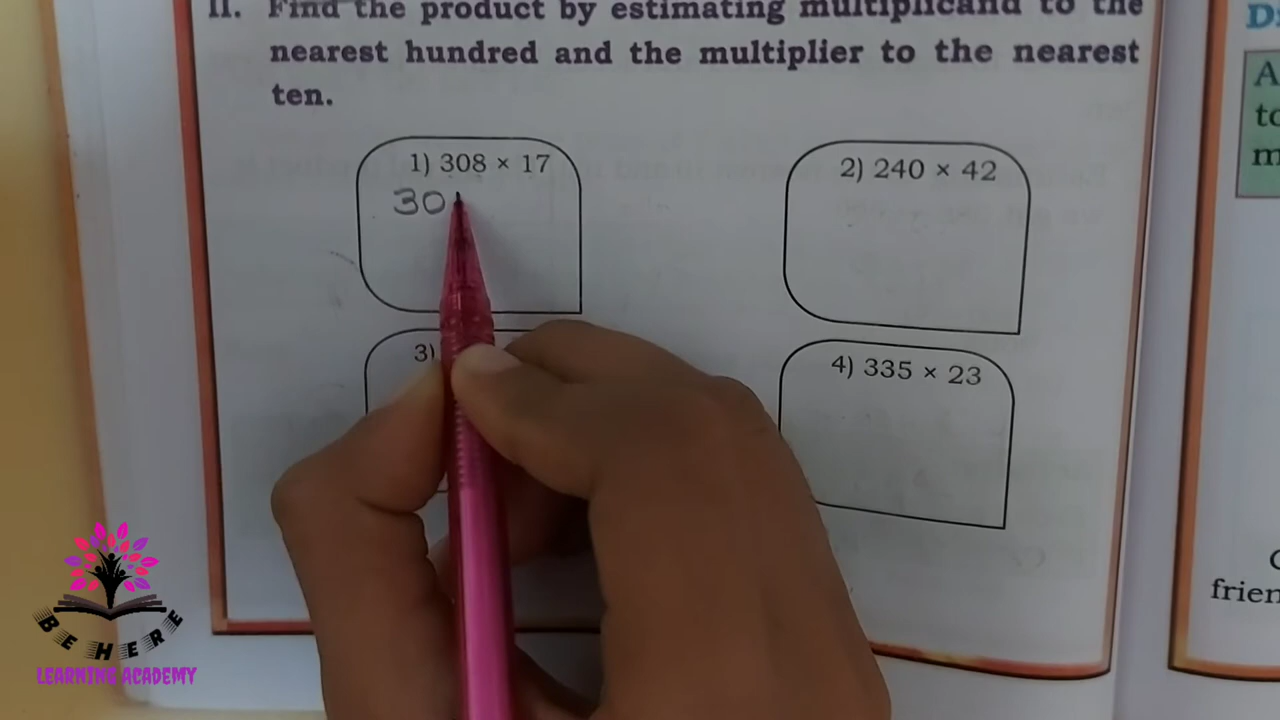 II. Find the product by estimating multiplicand to the
nearest hundred and the multiplier to the nearest
ten.
1) 308 × 17
30
2) 240 × 42
3)
4) 335 × 23
A
to
m
frien
BE HERE
LEARNING ACADEMY